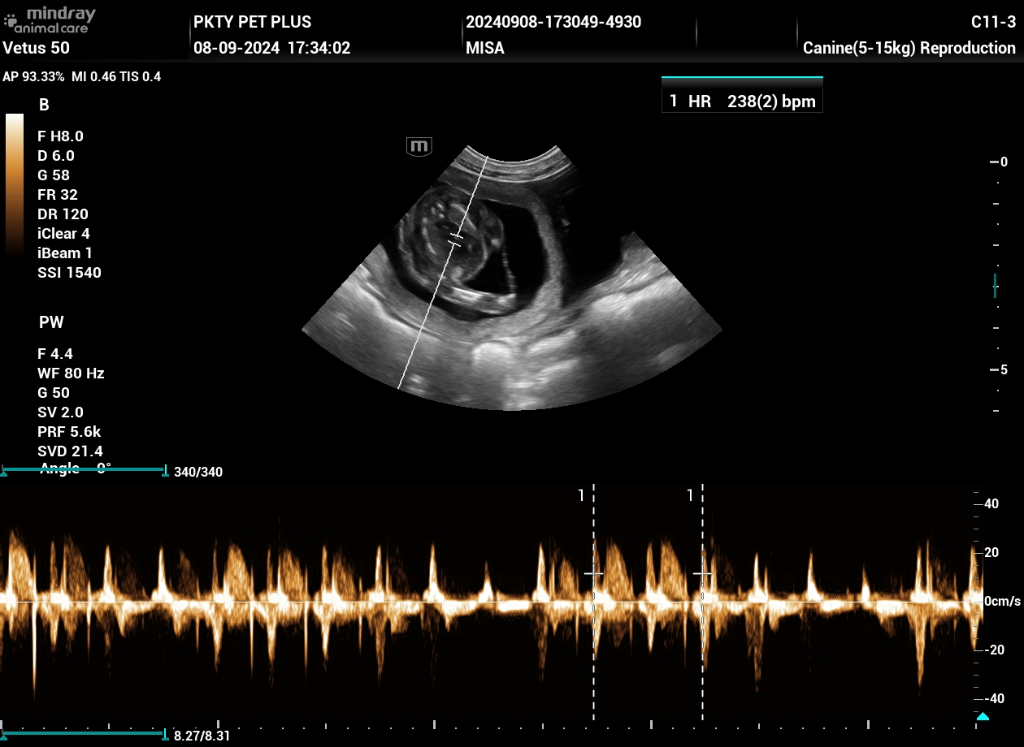 mindray
animalcare
Vetus 50
PKTY PET PLUS
08-09-2024 17:34:02
20240908-173049-4930
MISA
C11-3
Canine(5-15kg) Reproduction
AP 93.33% MI 0.46 TIS 0.4
1 HR 238(2) bpm
B
F H8.0
D 6.0
G 58
FR 32
DR 120
iClear 4
iBeam 1
SSI 1540
m
0
5
PW
F 4.4
WF 80 Hz
G 50
SV 2.0
PRF 5.6k
SVD 21.4
Angle 0°
340/340
1
1
40
20
0cm/s
-20
-40
8.27/8.31